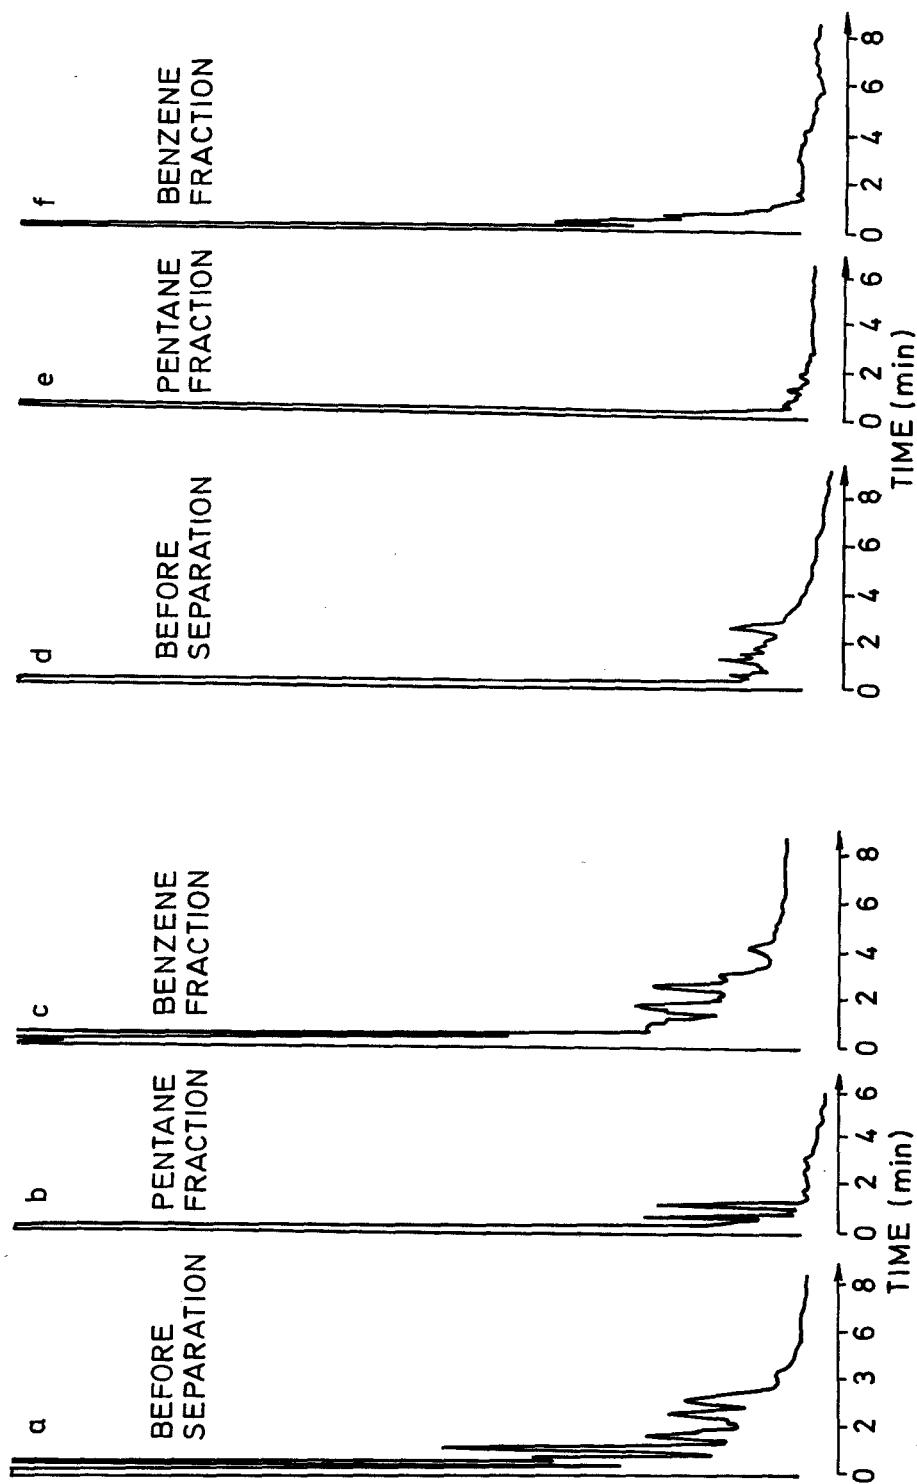 a
BEFORE
SEPARATION
0 2 3 6 8
b
PENTANE
FRACTION
0 2 4 6
TIME (min)
c
BENZENE
FRACTION
0 2 4 6 8
d
BEFORE
SEPARATION
0 2 4 6 8
e
PENTANE
FRACTION
0 2 4 6
TIME (min)
f
BENZENE
FRACTION
0 2 4 6 8